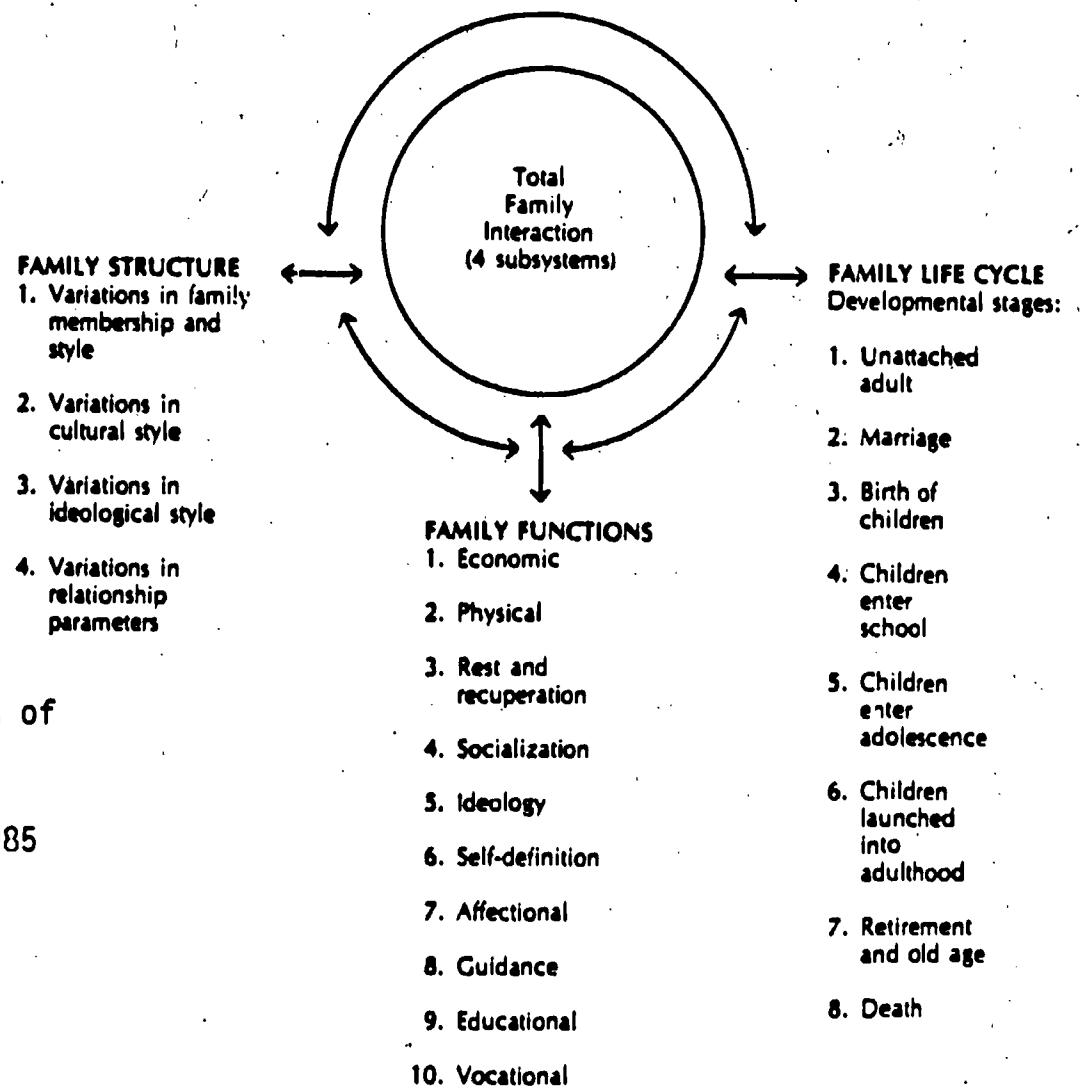 Total
Family
Interaction
(4 subsystems)
FAMILY STRUCTURE
1. Variations in family
membership and
style
2. Variations in
cultural style
3. Variations in
ideological style
4. Variations in
relationship
parameters
of
85
FAMILY FUNCTIONS
1. Economic
2. Physical
3. Rest and
recuperation
4. Socialization
5. Ideology
6. Self-definition
7. Affectional
8. Guidance
9. Educational
10. Vocational
FAMILY LIFE CYCLE
Developmental stages:
1. Unattached
adult
2. Marriage
3. Birth of
children
4. Children
enter
school
5. Children
enter
adolescence
6. Children
launched
into
adulthood
7. Retirement
and old age
8. Death